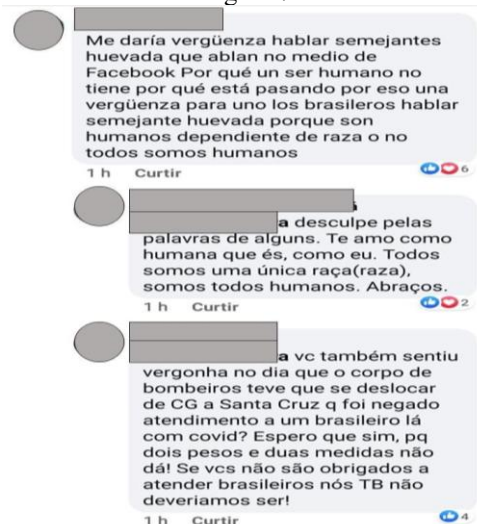 Me daría vergüenza hablar semejantes
huevada que ablan no medio de
Facebook Por qué un ser humano no
tiene por qué está pasando por eso una
vergüenza para uno los brasileros hablar
semejante huevada porque son
humanos dependiente de raza o no
todos somos humanos
1 h Curtir 6
a desculpe pelas
palavras de alguns. Te amo como
humana que és, como eu. Todos
somos uma única raça(raza),
somos todos humanos. Abraços.
1 h Curtir 2
a vc também sentiu
vergonha no dia que o corpo de
bombeiros teve que se deslocar
de CG a Santa Cruz q foi negado
atendimento a um brasileiro lá
com covid? Espero que sim, pq
dois pesos e duas medidas não
dá! Se vcs não são obrigados a
atender brasileiros nós TB não
deveriamos ser!
1 h Curtir 4